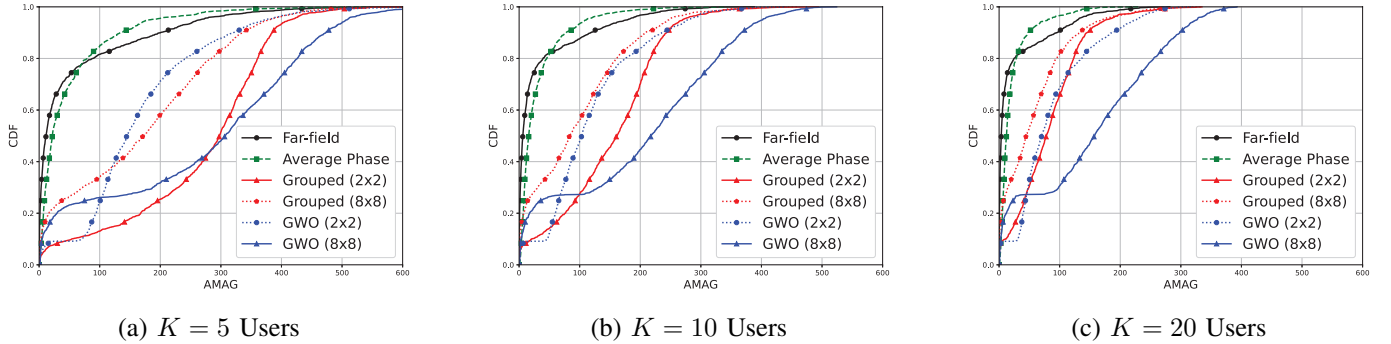 1.0
0.8
0.6
0.4
0.2
0.0
CDF
0 100 200 300 400 500 600
AMAG
Far-field
Average Phase
Grouped (2x2)
Grouped (8x8)
GWO (2x2)
GWO (8x8)
(a) K = 5 Users
1.0
0.8
0.6
0.4
0.2
0.0
CDF
0 100 200 300 400 500 600
AMAG
Far-field
Average Phase
Grouped (2x2)
Grouped (8x8)
GWO (2x2)
GWO (8x8)
(b) K = 10 Users
1.0
0.8
0.6
0.4
0.2
0.0
CDF
0 100 200 300 400 500 600
AMAG
Far-field
Average Phase
Grouped (2x2)
Grouped (8x8)
GWO (2x2)
GWO (8x8)
(c) K = 20 Users